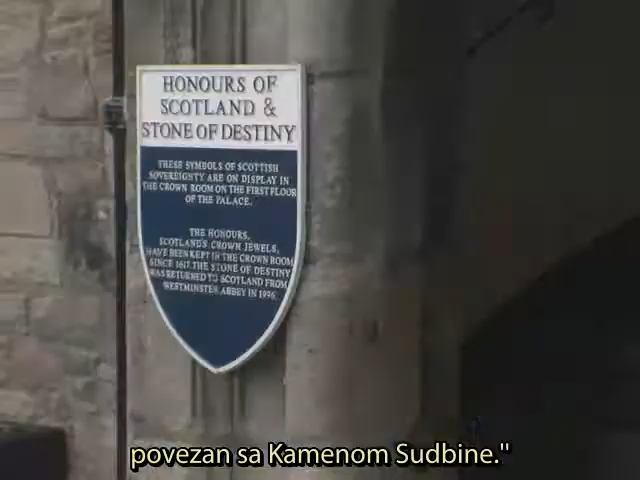 HONOURS OF
SCOTLAND &
STONE OF DESTINY
THESE SYMBOLS OF SCOTTISH
SOVEREIGNTY ARE ON DISPLAY IN
THE CROWN ROOM ON THE FIRST FLOOR
OF THE PALACE.
THE HONOURS,
SCOTLAND'S CROWN JEWELS,
HAVE BEEN KEPT IN THE CROWN ROOM
SINCE 1617. THE STONE OF DESTINY
WAS RETURNED TO SCOTLAND FROM
WESTMINSTER ABBEY IN 1996.
povezan sa Kamenom Sudbine."